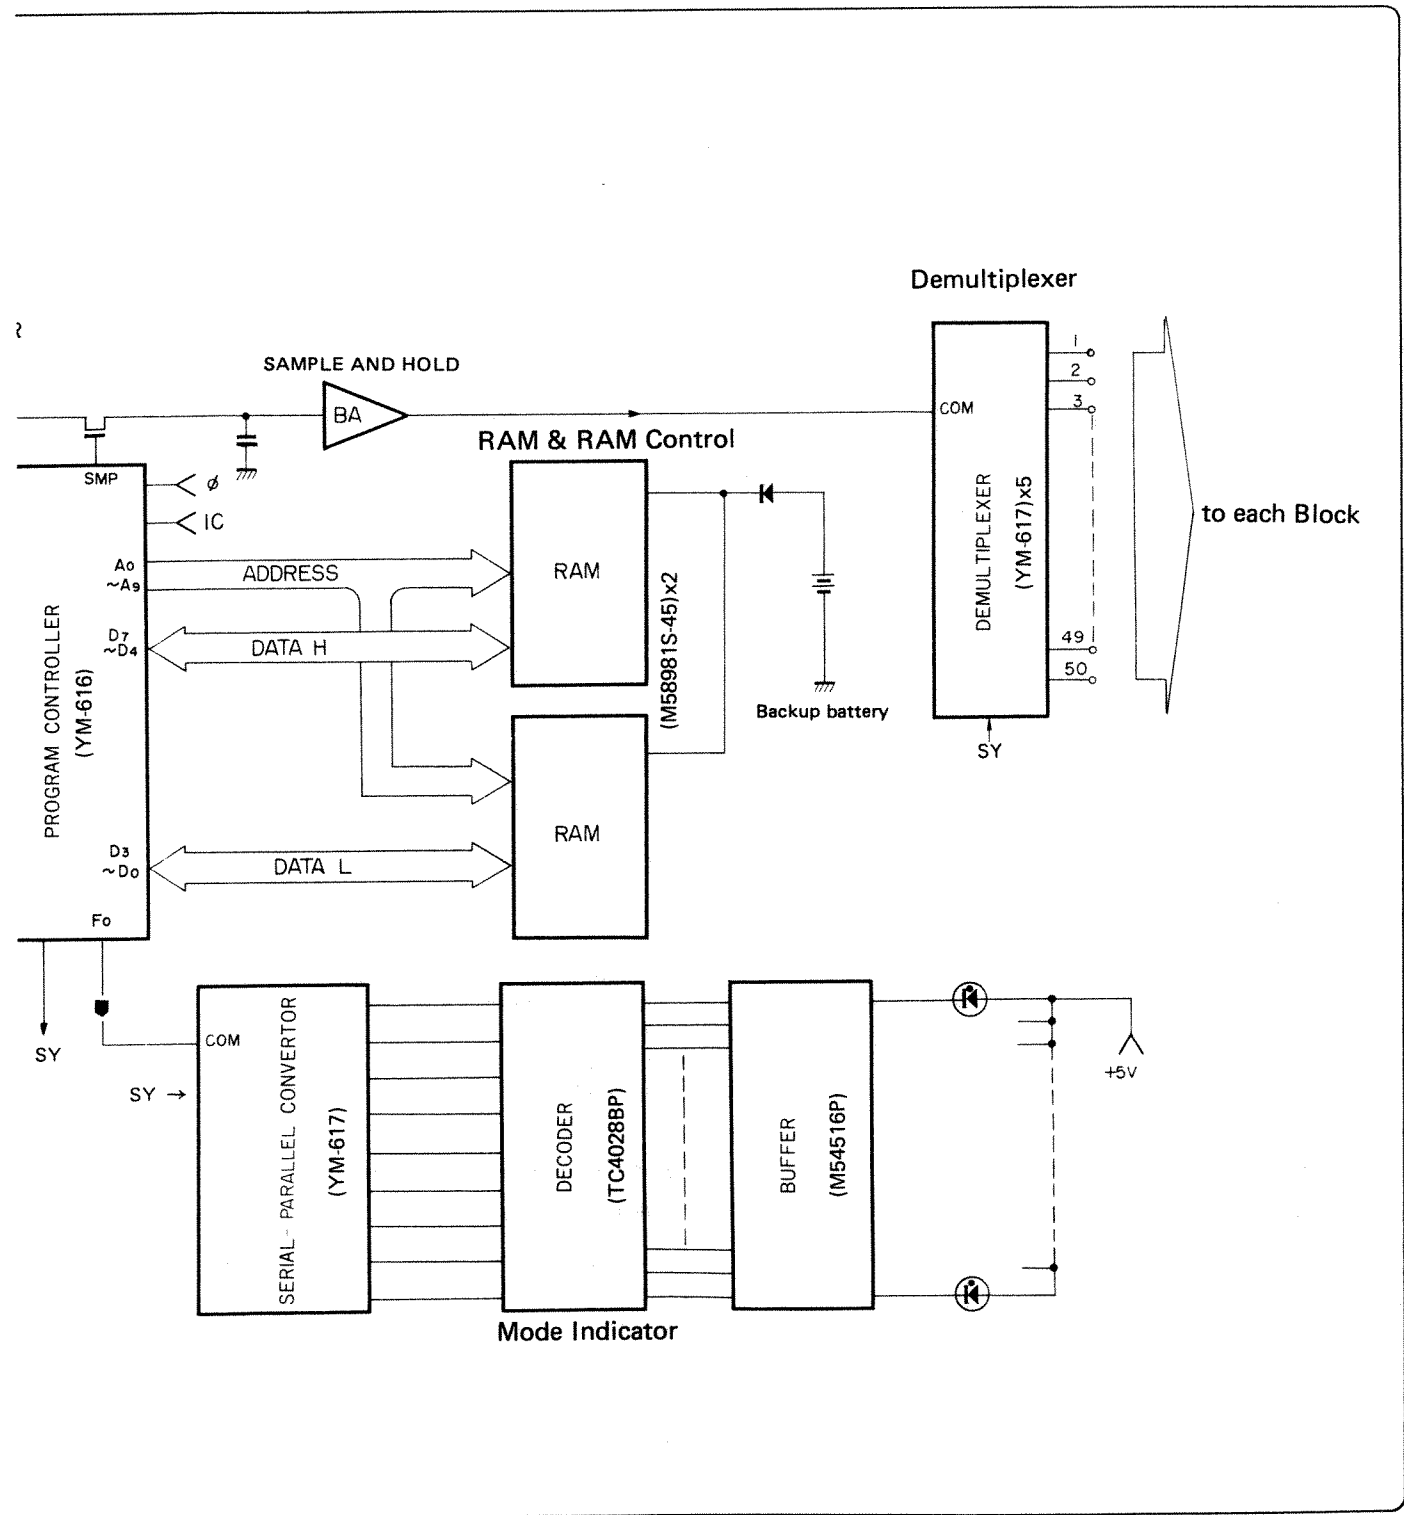 Demultiplexer
SAMPLE AND HOLD
BA
RAM & RAM Control
COM
1
2
3
SMP
ø
IC
A0
~A9
ADDRESS
RAM
(M58981S-45)x2
DEMULTIPLEXER
(YM-617)x5
to each Block
D7
~D4
DATA H
PROGRAM CONTROLLER
(YM-616)
49
50
Backup battery
SY
RAM
D3
~D0
DATA L
F0
SY
COM
SY →
SERIAL-PARALLEL CONVERTOR
(YM-617)
DECODER
(TC4028BP)
BUFFER
(M54516P)
+5V
Mode Indicator